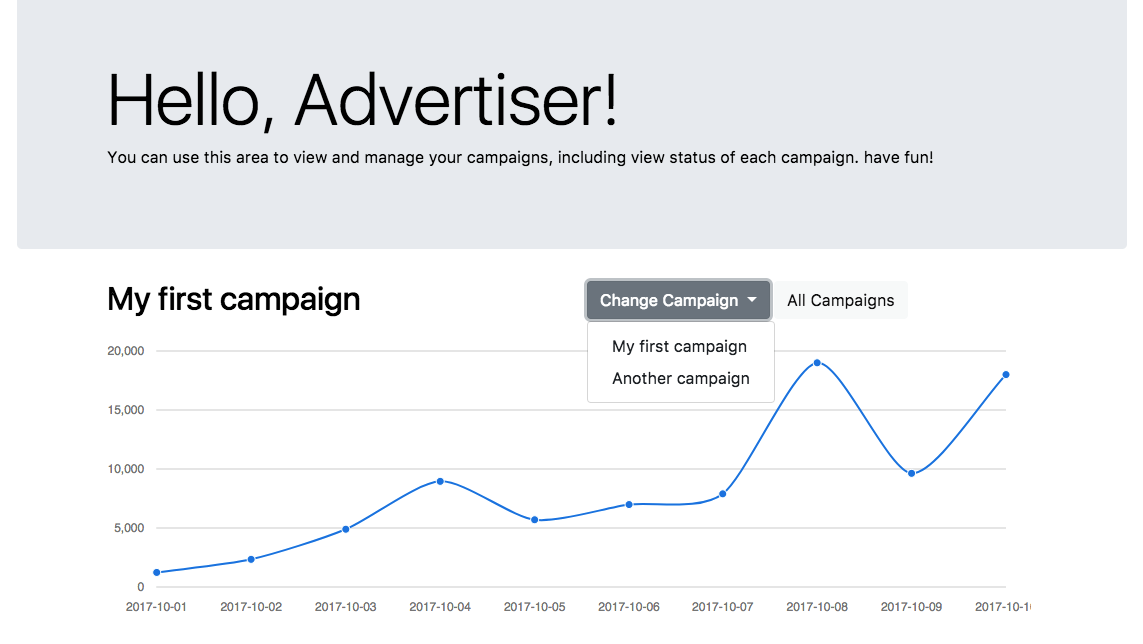 Hello, Advertiser!
You can use this area to view and manage your campaigns, including view status of each campaign. have fun!
My first campaign
Change Campaign
All Campaigns
My first campaign
Another campaign
20,000
15,000
10,000
5,000
0
2017-10-01 2017-10-02 2017-10-03 2017-10-04 2017-10-05 2017-10-06 2017-10-07 2017-10-08 2017-10-09